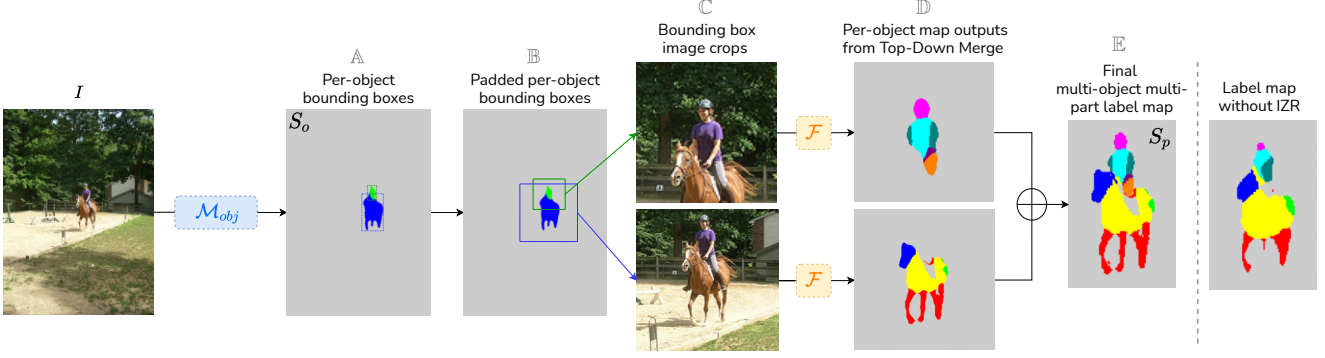 I
𝔸
Per-object
bounding boxes
S_o
M_obj
𝔹
Padded per-object
bounding boxes
ℂ
Bounding box
image crops
F
F
𝔻
Per-object map outputs
from Top-Down Merge
𝔼
Final
multi-object multi-
part label map
S_p
Label map
without IZR